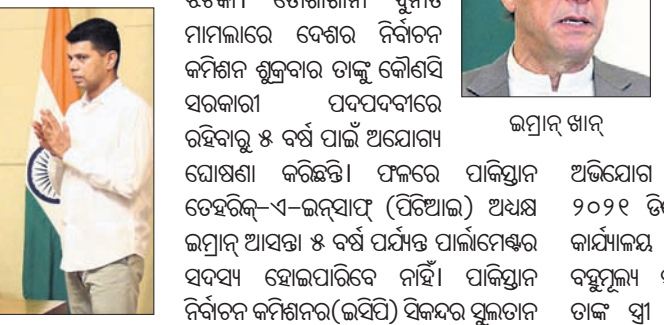 ମାମଲାରେ ଦେଶର ନିର୍ବାଚନ
କମିଶନ ଶୁକ୍ରବାର ତାଙ୍କୁ କୌଣସି
ସରକାରୀ ପଦପଦବୀରେ
ରହିବାରୁ ୫ ବର୍ଷ ପାଇଁ ଅଯୋଗ୍ୟ
ଘୋଷଣା କରିଛନ୍ତି। ଫଳରେ ପାକିସ୍ତାନ
ତେହରିକ୍-ଏ-ଇନ୍‌ସାଫ୍ (ପିଟିଆଇ) ଅଧ୍ୟକ୍ଷ
ଇମ୍ରାନ୍ ଆସନ୍ତା ୫ ବର୍ଷ ପର୍ଯ୍ୟନ୍ତ ପାର୍ଲାମେଣ୍ଟର
ସଦସ୍ୟ ହୋଇପାରିବେ ନାହିଁ। ପାକିସ୍ତାନ
ନିର୍ବାଚନ କମିଶନର(ଇସିପି) ସିକନ୍ଦର ସୁଲତାନ
ଇମ୍ରାନ୍ ଖାନ୍
ଅଭିଯୋଗ
୨୦୨୧
କାର୍ଯ୍ୟାଳୟ
ବହୁମୂଲ୍ୟ
ତାଙ୍କ ସ୍ତ୍ରୀ